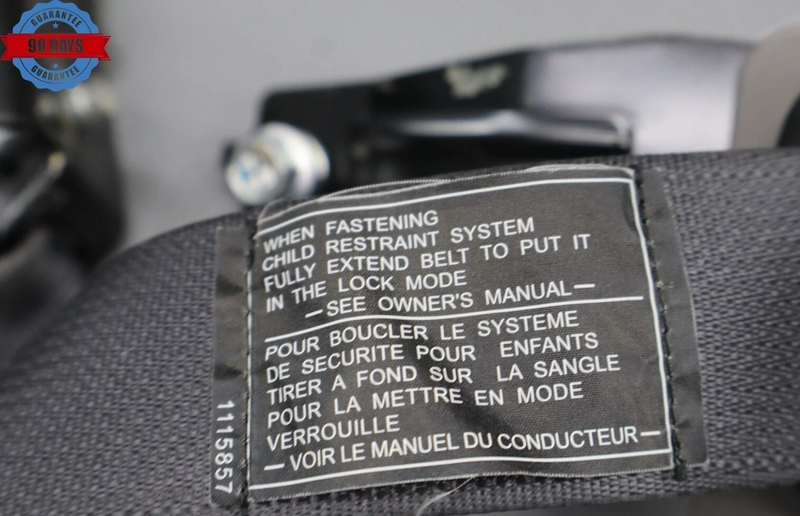 GUARANTEE
90 DAYS
GUARANTEE
WHEN FASTENING
CHILD RESTRAINT SYSTEM
FULLY EXTEND BELT TO PUT IT
IN THE LOCK MODE
—SEE OWNER'S MANUAL—
POUR BOUCLER LE SYSTEME
DE SECURITE POUR ENFANTS
TIRER A FOND SUR LA SANGLE
POUR LA METTRE EN MODE
VERROUILLE
—VOIR LE MANUEL DU CONDUCTEUR—
1115857